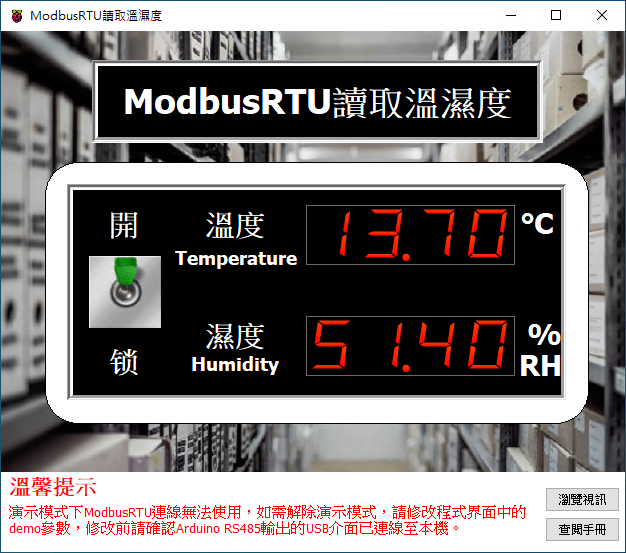 ModbusRTU讀取溫濕度
ModbusRTU讀取溫濕度
開
溫度
Temperature
13.70
°C
锁
濕度
Humidity
51.40
%
RH
溫馨提示
演示模式下ModbusRTU連線無法使用，如需解除演示模式，請修改程式界面中的
demo參數，修改前請確認Arduino RS485輸出的USB介面已連線至本機。
瀏覽視訊
查閱手冊